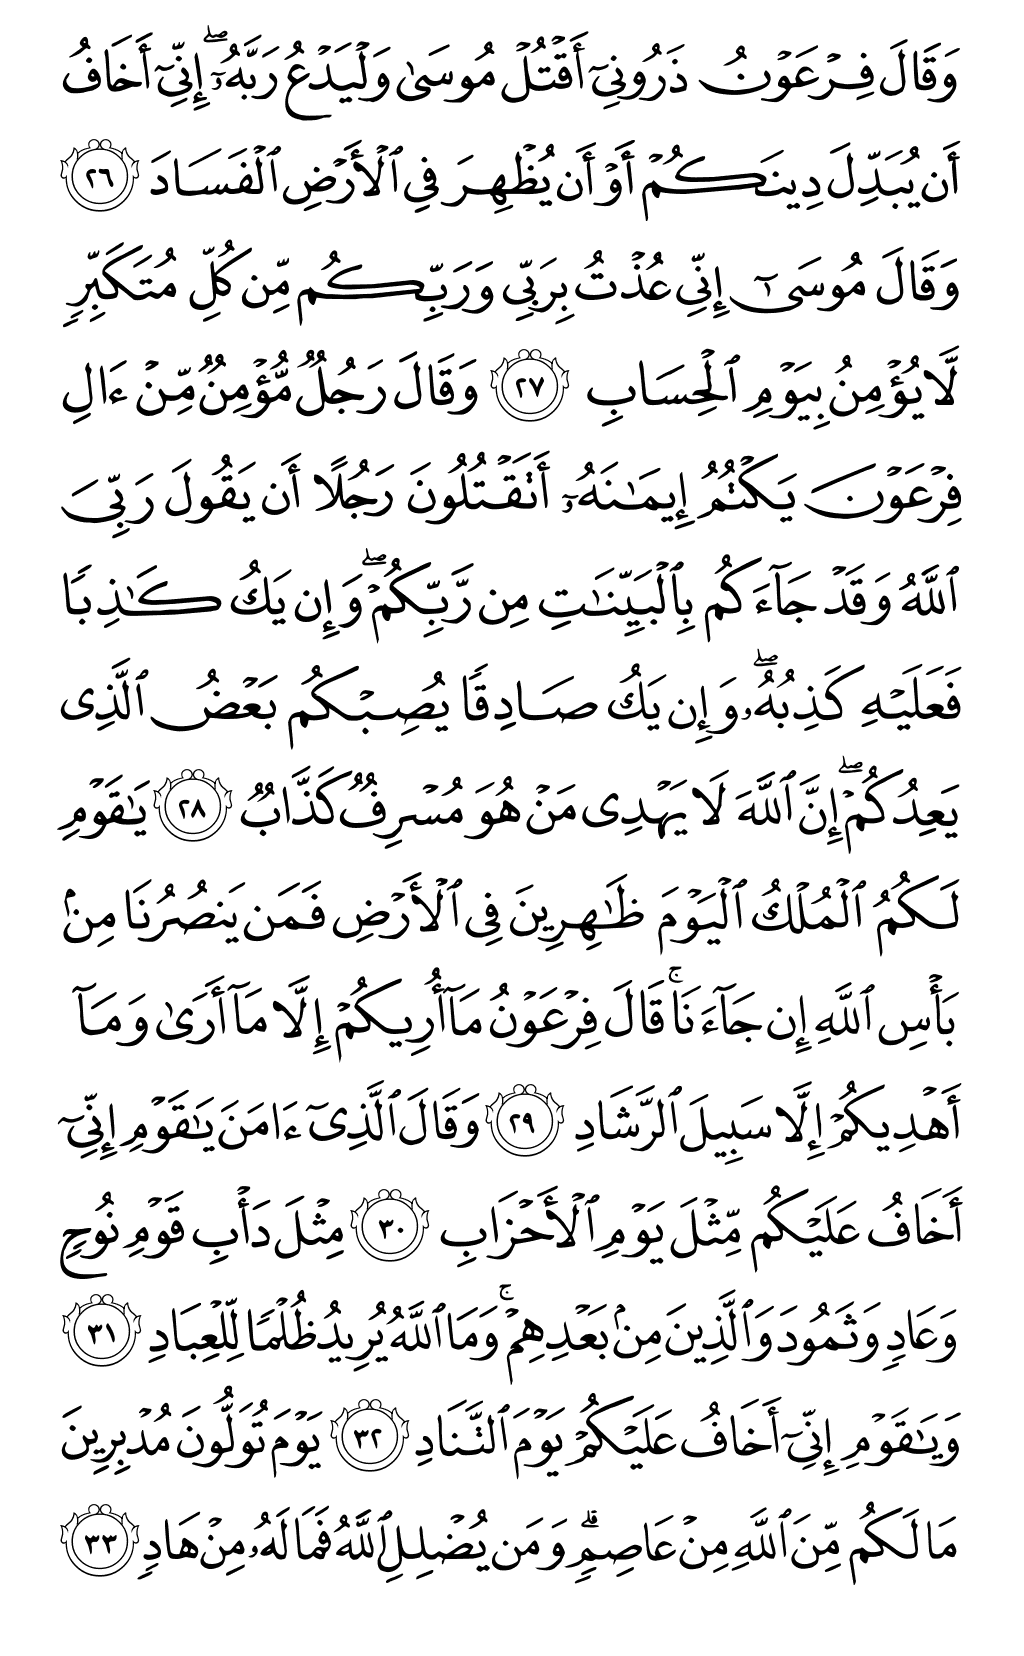 وَقَالَ فِرۡعَوۡنُ ذَرُونِيٓ أَقۡتُلۡ مُوسَىٰ وَلۡيَدۡعُ رَبَّهُۥٓۖ إِنِّيٓ أَخَافُ
أَن يُبَدِّلَ دِينَكُمۡ أَوۡ أَن يُظۡهِرَ فِي ٱلۡأَرۡضِ ٱلۡفَسَادَ ٢٦
وَقَالَ مُوسَىٰٓ إِنِّي عُذۡتُ بِرَبِّي وَرَبِّكُم مِّن كُلِّ مُتَكَبِّرٖ
لَّا يُؤۡمِنُ بِيَوۡمِ ٱلۡحِسَابِ ٢٧ وَقَالَ رَجُلٞ مُّؤۡمِنٞ مِّنۡ ءَالِ
فِرۡعَوۡنَ يَكۡتُمُ إِيمَٰنَهُۥٓ أَتَقۡتُلُونَ رَجُلًا أَن يَقُولَ رَبِّيَ
ٱللَّهُ وَقَدۡ جَآءَكُم بِٱلۡبَيِّنَٰتِ مِن رَّبِّكُمۡۖ وَإِن يَكُ كَٰذِبٗا
فَعَلَيۡهِ كَذِبُهُۥۖ وَإِن يَكُ صَادِقٗا يُصِبۡكُم بَعۡضُ ٱلَّذِي
يَعِدُكُمۡۖ إِنَّ ٱللَّهَ لَا يَهۡدِي مَنۡ هُوَ مُسۡرِفٞ كَذَّابٞ ٢٨ يَٰقَوۡمِ
لَكُمُ ٱلۡمُلۡكُ ٱلۡيَوۡمَ ظَٰهِرِينَ فِي ٱلۡأَرۡضِ فَمَن يَنصُرُنَا مِنۢ
بَأۡسِ ٱللَّهِ إِن جَآءَنَاۚ قَالَ فِرۡعَوۡنُ مَآ أُرِيكُمۡ إِلَّا مَآ أَرَىٰ وَمَآ
أَهۡدِيكُمۡ إِلَّا سَبِيلَ ٱلرَّشَادِ ٢٩ وَقَالَ ٱلَّذِيٓ ءَامَنَ يَٰقَوۡمِ إِنِّيٓ
أَخَافُ عَلَيۡكُم مِّثۡلَ يَوۡمِ ٱلۡأَحۡزَابِ ٣٠ مِثۡلَ دَأۡبِ قَوۡمِ نُوحٖ
وَعَادٖ وَثَمُودَ وَٱلَّذِينَ مِنۢ بَعۡدِهِمۡۚ وَمَا ٱللَّهُ يُرِيدُ ظُلۡمٗا لِّلۡعِبَادِ ٣١
وَيَٰقَوۡمِ إِنِّيٓ أَخَافُ عَلَيۡكُمۡ يَوۡمَ ٱلتَّنَادِ ٣٢ يَوۡمَ تُوَلُّونَ مُدۡبِرِينَ
مَا لَكُم مِّنَ ٱللَّهِ مِنۡ عَاصِمٖۗ وَمَن يُضۡلِلِ ٱللَّهُ فَمَا لَهُۥ مِنۡ هَادٖ ٣٣